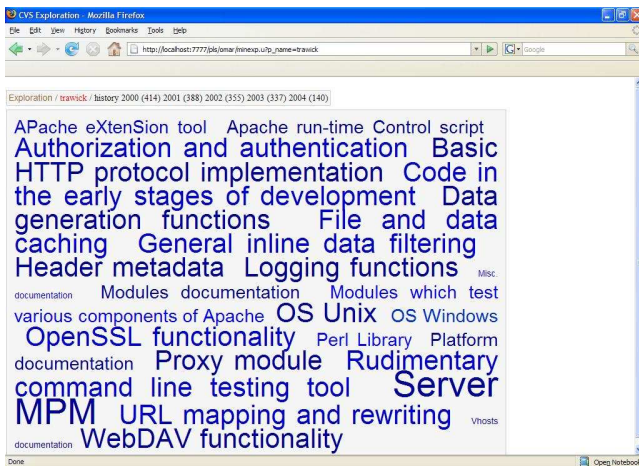 CVS Exploration - Mozilla Firefox
File Edit View History Bookmarks Tools Help
http://localhost:7777/pls/omar/minexp.u?p_name=trawick
Google
Exploration / trawick / history 2000 (414) 2001 (388) 2002 (355) 2003 (337) 2004 (140)
APache eXtenSion tool Apache run-time Control script
Authorization and authentication Basic
HTTP protocol implementation Code in
the early stages of development Data
generation functions File and data
caching General inline data filtering
Header metadata Logging functions Misc.
documentation Modules documentation Modules which test
various components of Apache OS Unix OS Windows
OpenSSL functionality Perl Library Platform
documentation Proxy module Rudimentary
command line testing tool Server
MPM URL mapping and rewriting Vhosts
documentation WebDAV functionality
Done
Open Notebook